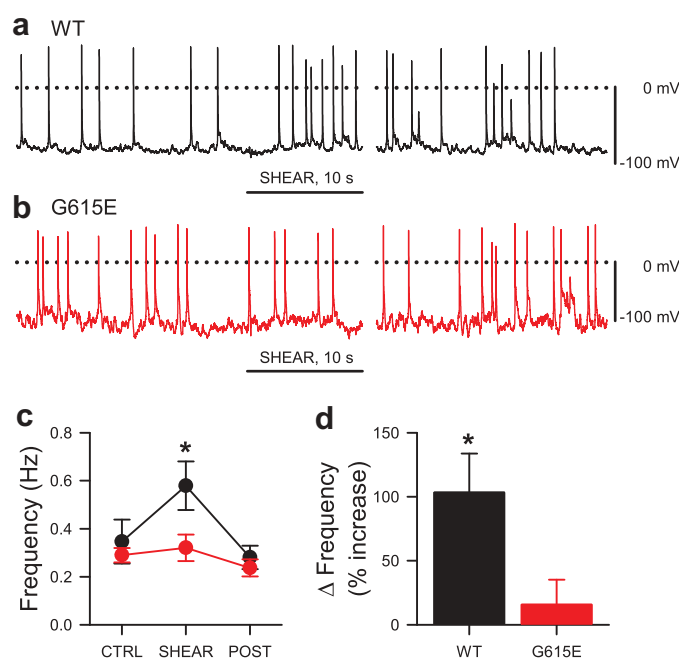 a WT
0 mV
-100 mV
SHEAR, 10 s
b G615E
0 mV
-100 mV
SHEAR, 10 s
c
Frequency (Hz)
0.8
0.6
0.4
0.2
0.0
*
CTRL SHEAR POST
d
Δ Frequency
(% increase)
150
100
50
0
*
WT G615E